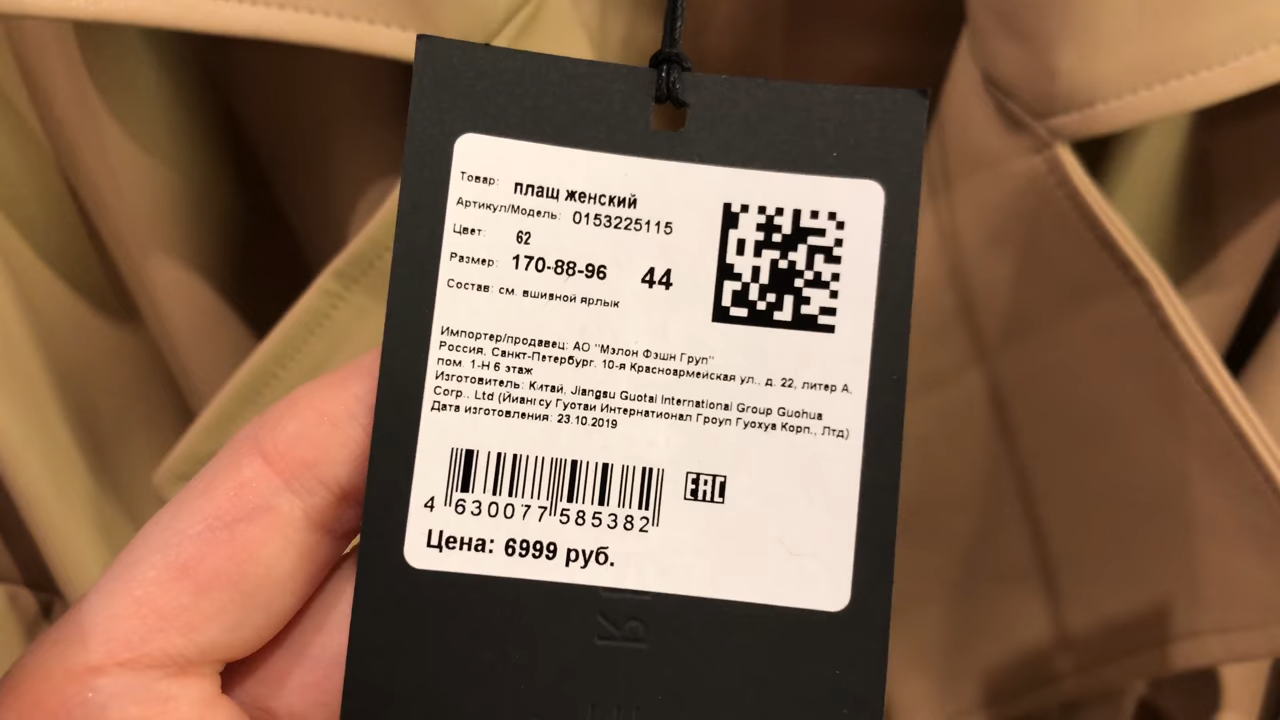 Товар: плащ женский
Артикул/Модель: 0153225115
Цвет: 62
Размер: 170-88-96 44
Состав: см. вшивной ярлык
Импортер/продавец: АО "Мэлон Фэшн Груп"
Россия, Санкт-Петербург, 10-я Красноармейская ул., д. 22, литер А,
пом. 1-Н 6 этаж
Изготовитель: Китай, Jiangsu Guotai International Group Guohua
Corp., Ltd (Йиангсу Гуотаи Интернатионал Гроуп Гуохуа Корп., Лтд)
Дата изготовления: 23.10.2019
4 630077 585382
EAC
Цена: 6999 руб.